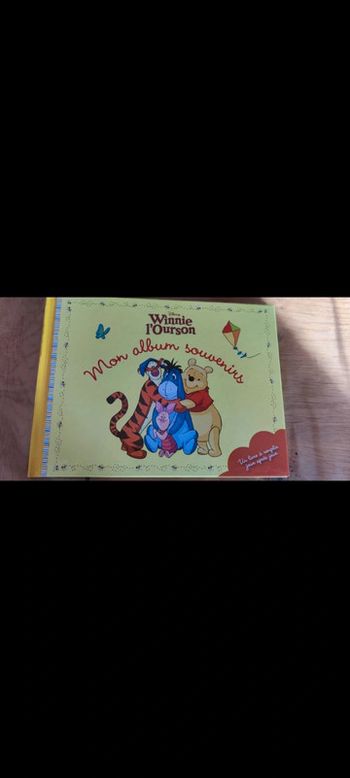 Disney
Winnie
l'Ourson
Mon album souvenirs
Un livre à remplir
jour après jour